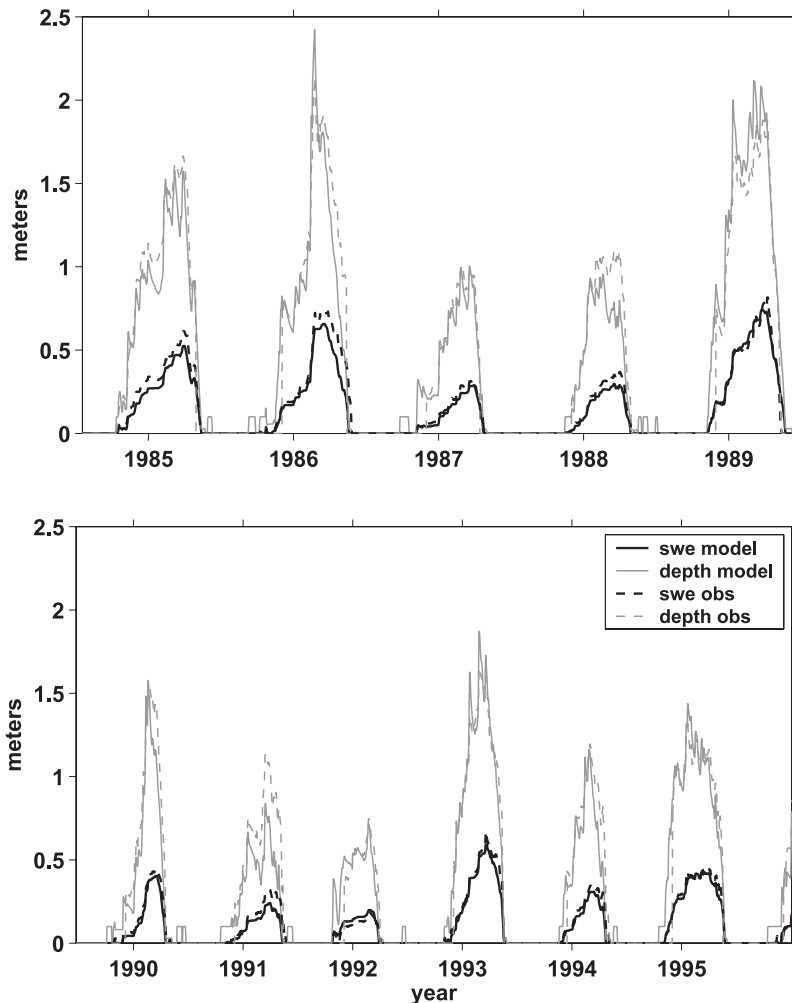 2.5
2
1.5
1
0.5
0
meters
1985 1986 1987 1988 1989
2.5
2
1.5
1
0.5
0
meters
swe model
depth model
swe obs
depth obs
1990 1991 1992 1993 1994 1995
year